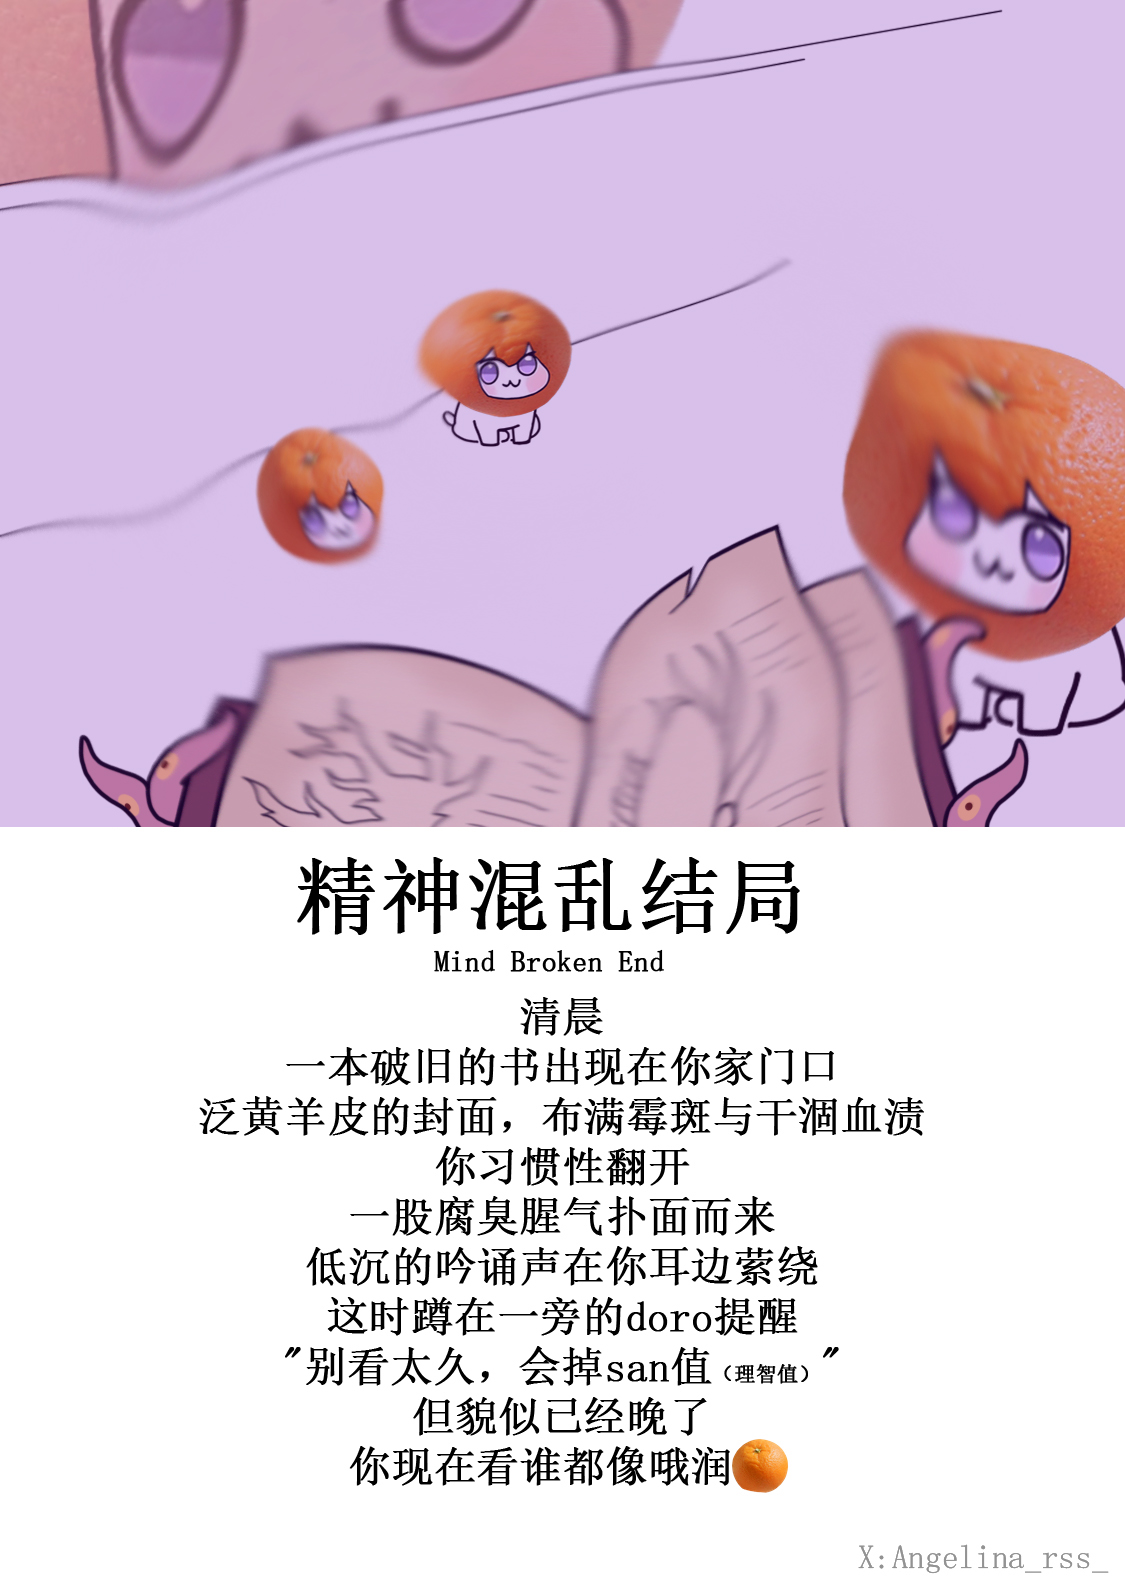 精神混乱结局
Mind Broken End
清晨
一本破旧的书出现在你家门口
泛黄羊皮的封面，布满霉斑与干涸血渍
你习惯性翻开
一股腐臭腥气扑面而来
低沉的吟诵声在你耳边萦绕
这时蹲在一旁的doro提醒
"别看太久，会掉san值（理智值）"
但貌似已经晚了
你现在看谁都像哦润
X:Angelina_rss_